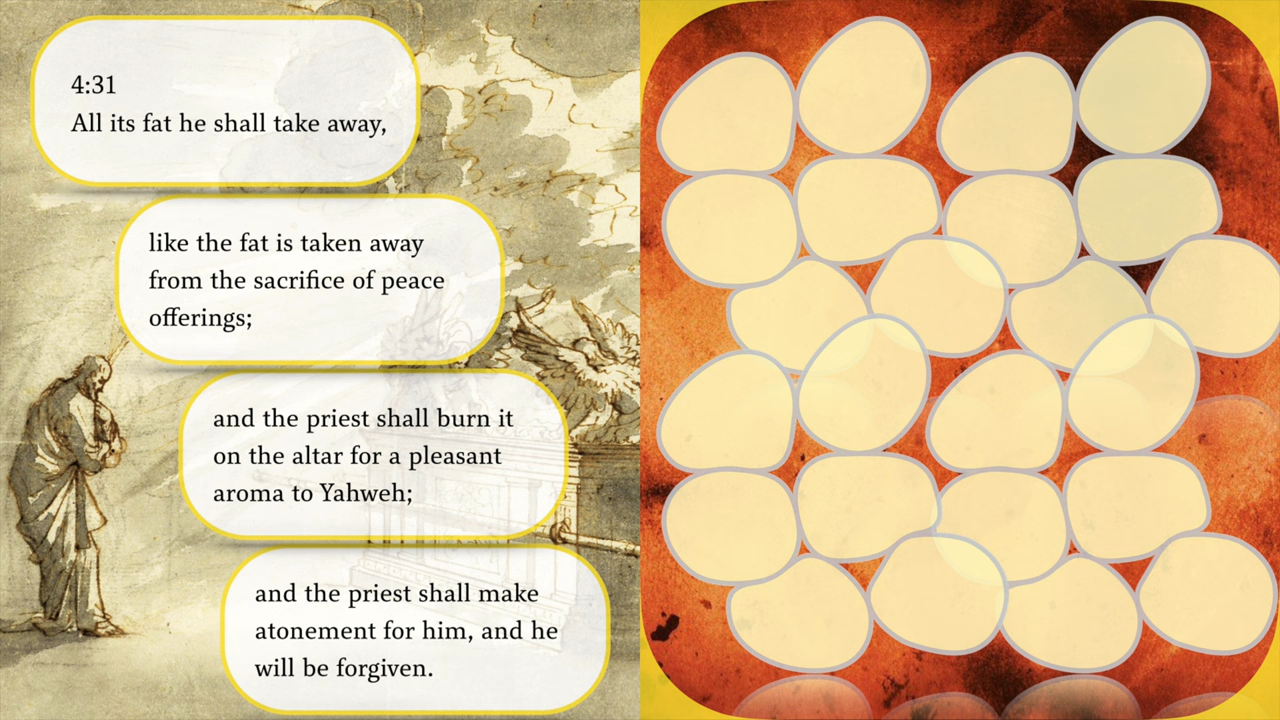 4:31
All its fat he shall take away,
like the fat is taken away
from the sacrifice of peace
offerings;
and the priest shall burn it
on the altar for a pleasant
aroma to Yahweh;
and the priest shall make
atonement for him, and he
will be forgiven.